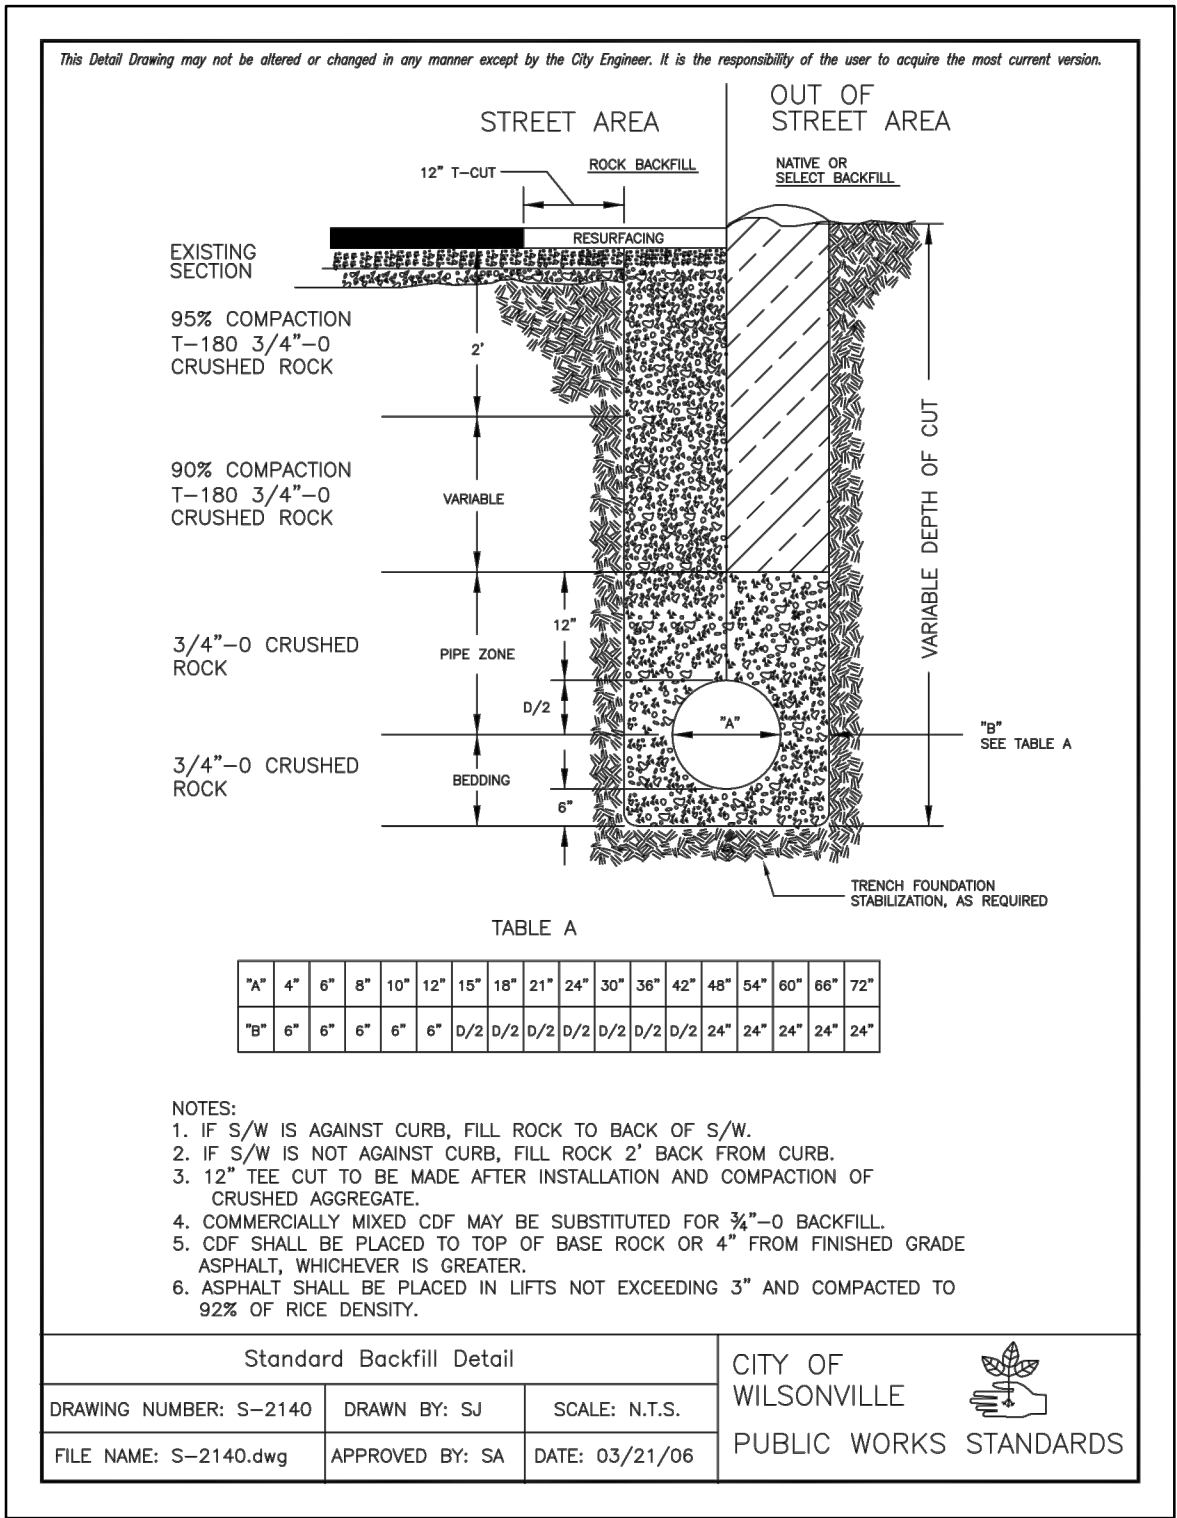 This Detail Drawing may not be altered or changed in any manner except by the City Engineer. It is the responsibility of the user to acquire the most current version.
STREET AREA
OUT OF
STREET AREA
12" T-CUT
ROCK BACKFILL
NATIVE OR
SELECT BACKFILL
RESURFACING
EXISTING
SECTION
95% COMPACTION
T-180 3/4"-0
CRUSHED ROCK
2'
90% COMPACTION
T-180 3/4"-0
CRUSHED ROCK
VARIABLE
VARIABLE DEPTH OF CUT
3/4"-0 CRUSHED
ROCK
PIPE ZONE
12"
D/2
"A"
"B"
SEE TABLE A
3/4"-0 CRUSHED
ROCK
BEDDING
6"
TRENCH FOUNDATION
STABILIZATION, AS REQUIRED
TABLE A
"A" 4" 6" 8" 10" 12" 15" 18" 21" 24" 30" 36" 42" 48" 54" 60" 66" 72"
"B" 6" 6" 6" 6" 6" D/2 D/2 D/2 D/2 D/2 D/2 D/2 24" 24" 24" 24" 24"
NOTES:
1. IF S/W IS AGAINST CURB, FILL ROCK TO BACK OF S/W.
2. IF S/W IS NOT AGAINST CURB, FILL ROCK 2' BACK FROM CURB.
3. 12" TEE CUT TO BE MADE AFTER INSTALLATION AND COMPACTION OF
CRUSHED AGGREGATE.
4. COMMERCIALLY MIXED CDF MAY BE SUBSTITUTED FOR ¾"-0 BACKFILL.
5. CDF SHALL BE PLACED TO TOP OF BASE ROCK OR 4" FROM FINISHED GRADE
ASPHALT, WHICHEVER IS GREATER.
6. ASPHALT SHALL BE PLACED IN LIFTS NOT EXCEEDING 3" AND COMPACTED TO
92% OF RICE DENSITY.
Standard Backfill Detail
DRAWING NUMBER: S-2140 DRAWN BY: SJ SCALE: N.T.S.
FILE NAME: S-2140.dwg APPROVED BY: SA DATE: 03/21/06
CITY OF
WILSONVILLE
PUBLIC WORKS STANDARDS